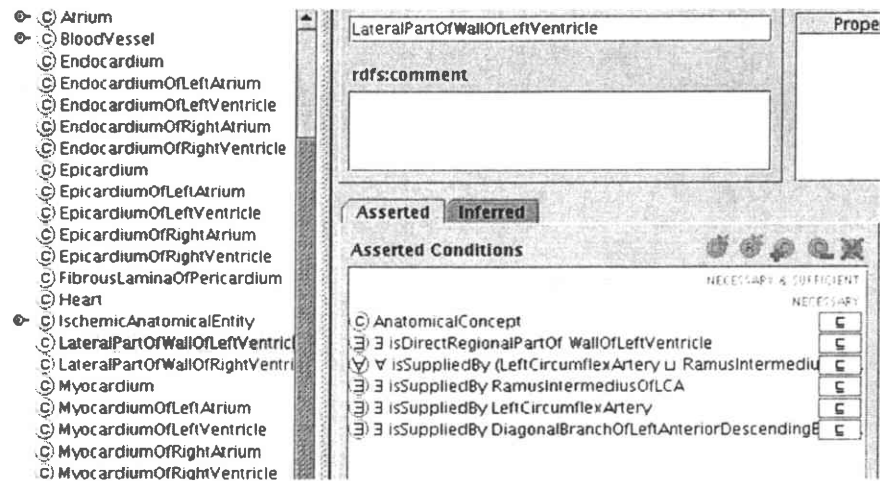 Atrium
BloodVessel
Endocardium
EndocardiumOfLeftAtrium
EndocardiumOfLeftVentricle
EndocardiumOfRightAtrium
EndocardiumOfRightVentricle
Epicardium
EpicardiumOfLeftAtrium
EpicardiumOfLeftVentricle
EpicardiumOfRightAtrium
EpicardiumOfRightVentricle
FibrousLaminaOfPericardium
Heart
IschemicAnatomicalEntity
LateralPartOfWallOfLeftVentricl
LateralPartOfWallOfRightVentri
Myocardium
MyocardiumOfLeftAtrium
MyocardiumOfLeftVentricle
MyocardiumOfRightAtrium
MyocardiumOfRightVentricle
LateralPartOfWallOfLeftVentricle
Prope
rdfs:comment
Asserted Inferred
Asserted Conditions
NECESSARY & SUFFICIENT
NECESSARY
AnatomicalConcept ⊑
∃ isDirectRegionalPartOf WallOfLeftVentricle ⊑
∀ isSuppliedBy (LeftCircumflexArtery ⊔ RamusIntermediu ⊑
∃ isSuppliedBy RamusIntermediusOfLCA ⊑
∃ isSuppliedBy LeftCircumflexArtery ⊑
∃ isSuppliedBy DiagonalBranchOfLeftAnteriorDescendingB ⊑